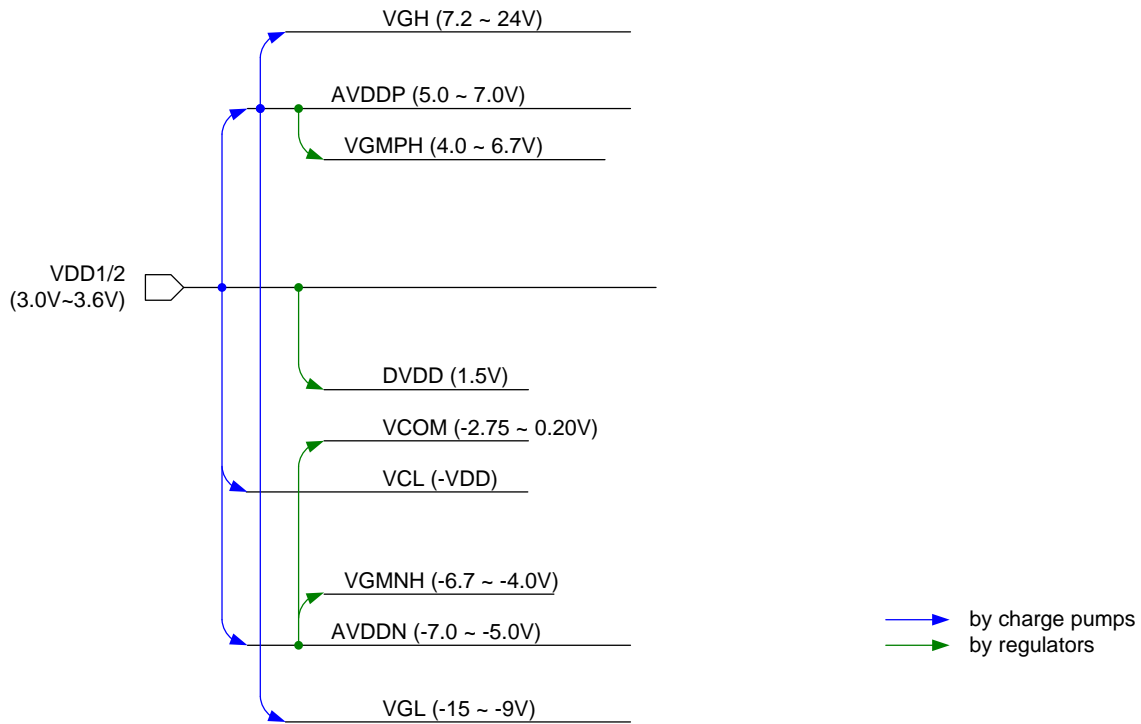 VGH (7.2 ~ 24V)
AVDDP (5.0 ~ 7.0V)
VGMPH (4.0 ~ 6.7V)
VDD1/2
(3.0V~3.6V)
DVDD (1.5V)
VCOM (-2.75 ~ 0.20V)
VCL (-VDD)
VGMNH (-6.7 ~ -4.0V)
AVDDN (-7.0 ~ -5.0V)
VGL (-15 ~ -9V)
by charge pumps
by regulators